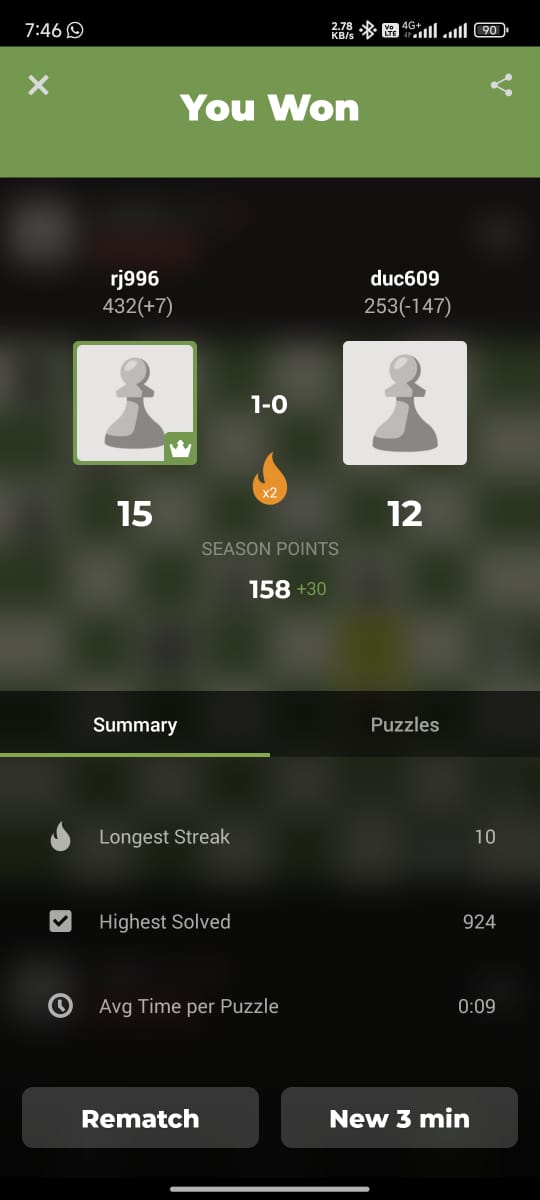 7:46
2.78
KB/s
Vo
LTE
4G+
90
You Won
rj996
432(+7)
duc609
253(-147)
1-0
x2
15
12
SEASON POINTS
158 +30
Summary
Puzzles
Longest Streak
10
Highest Solved
924
Avg Time per Puzzle
0:09
Rematch
New 3 min